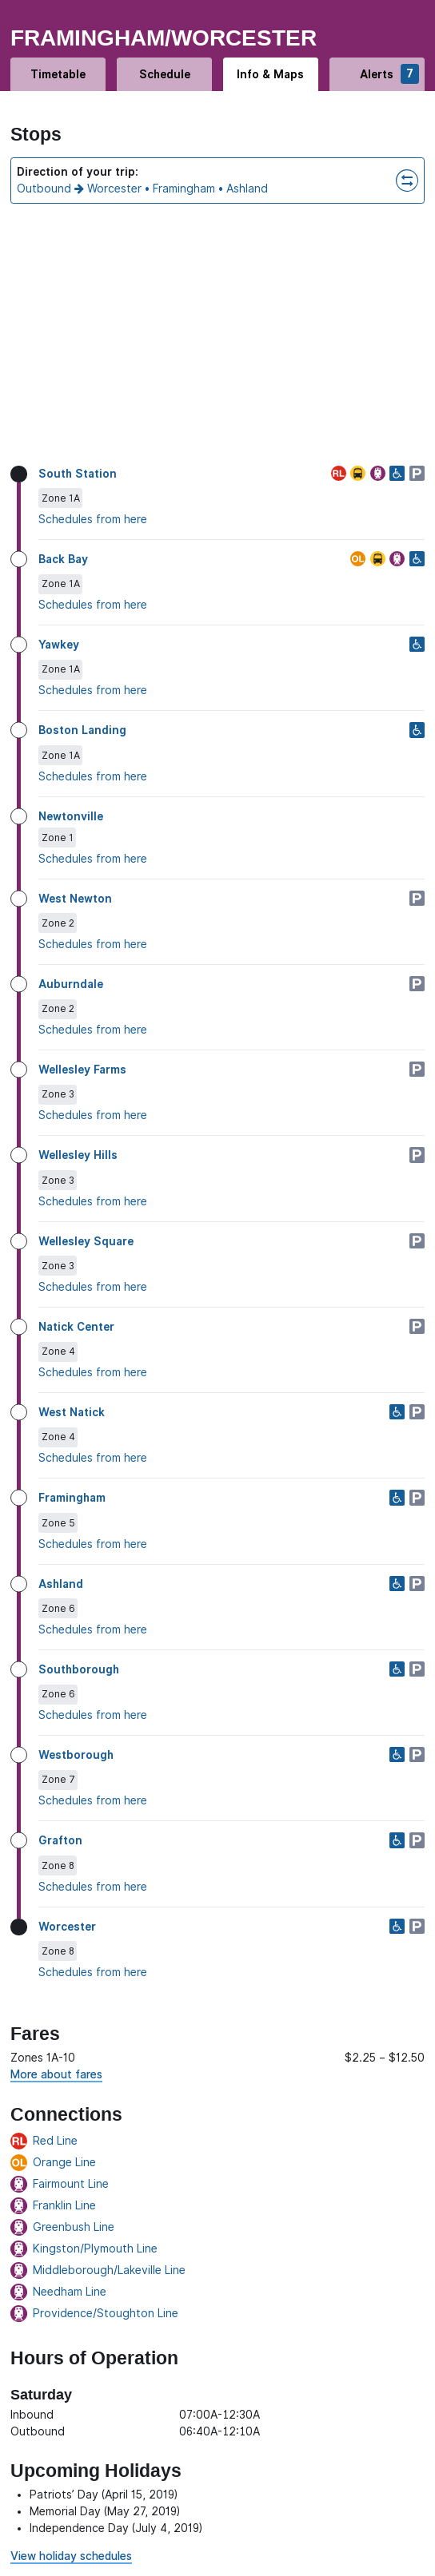 FRAMINGHAM/WORCESTER
Timetable Schedule Info & Maps Alerts 7
Stops
Direction of your trip:
Outbound → Worcester • Framingham • Ashland
South Station RL P
Zone 1A
Schedules from here
Back Bay OL
Zone 1A
Schedules from here
Yawkey
Zone 1A
Schedules from here
Boston Landing
Zone 1A
Schedules from here
Newtonville
Zone 1
Schedules from here
West Newton P
Zone 2
Schedules from here
Auburndale P
Zone 2
Schedules from here
Wellesley Farms P
Zone 3
Schedules from here
Wellesley Hills P
Zone 3
Schedules from here
Wellesley Square P
Zone 3
Schedules from here
Natick Center P
Zone 4
Schedules from here
West Natick P
Zone 4
Schedules from here
Framingham P
Zone 5
Schedules from here
Ashland P
Zone 6
Schedules from here
Southborough P
Zone 6
Schedules from here
Westborough P
Zone 7
Schedules from here
Grafton P
Zone 8
Schedules from here
Worcester P
Zone 8
Schedules from here
Fares
Zones 1A-10 $2.25 – $12.50
More about fares
Connections
RL Red Line
OL Orange Line
Fairmount Line
Franklin Line
Greenbush Line
Kingston/Plymouth Line
Middleborough/Lakeville Line
Needham Line
Providence/Stoughton Line
Hours of Operation
Saturday
Inbound 07:00A-12:30A
Outbound 06:40A-12:10A
Upcoming Holidays
• Patriots’ Day (April 15, 2019)
• Memorial Day (May 27, 2019)
• Independence Day (July 4, 2019)
View holiday schedules